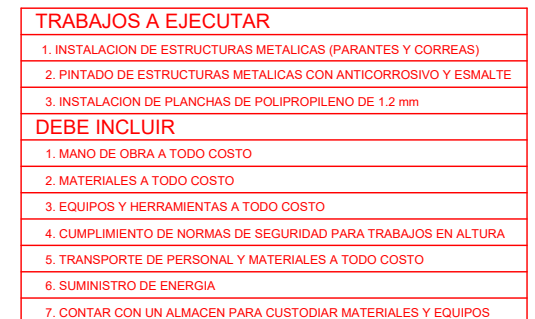 TRABAJOS A EJECUTAR
1. INSTALACION DE ESTRUCTURAS METALICAS (PARANTES Y CORREAS)
2. PINTADO DE ESTRUCTURAS METALICAS CON ANTICORROSIVO Y ESMALTE
3. INSTALACION DE PLANCHAS DE POLIPROPILENO DE 1.2 mm
DEBE INCLUIR
1. MANO DE OBRA A TODO COSTO
2. MATERIALES A TODO COSTO
3. EQUIPOS Y HERRAMIENTAS A TODO COSTO
4. CUMPLIMIENTO DE NORMAS DE SEGURIDAD PARA TRABAJOS EN ALTURA
5. TRANSPORTE DE PERSONAL Y MATERIALES A TODO COSTO
6. SUMINISTRO DE ENERGIA
7. CONTAR CON UN ALMACEN PARA CUSTODIAR MATERIALES Y EQUIPOS